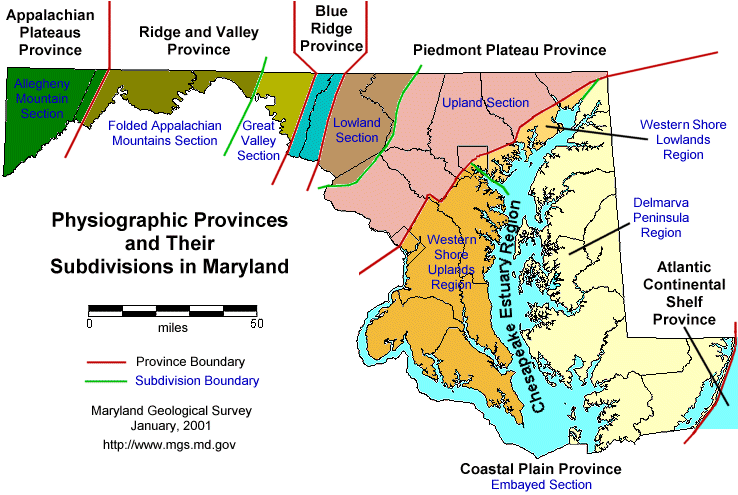 Appalachian
Plateaus
Province
Ridge and Valley
Province
Blue
Ridge
Province
Piedmont Plateau Province
Allegheny
Mountain
Section
Folded Appalachian
Mountains Section
Great
Valley
Section
Lowland
Section
Upland Section
Western Shore
Lowlands
Region
Delmarva
Peninsula
Region
Western
Shore
Uplands
Region
Chesapeake Estuary Region
Atlantic
Continental
Shelf
Province
Physiographic Provinces
and Their
Subdivisions in Maryland
0 50
miles
Province Boundary
Subdivision Boundary
Maryland Geological Survey
January, 2001
http://www.mgs.md.gov
Coastal Plain Province
Embayed Section